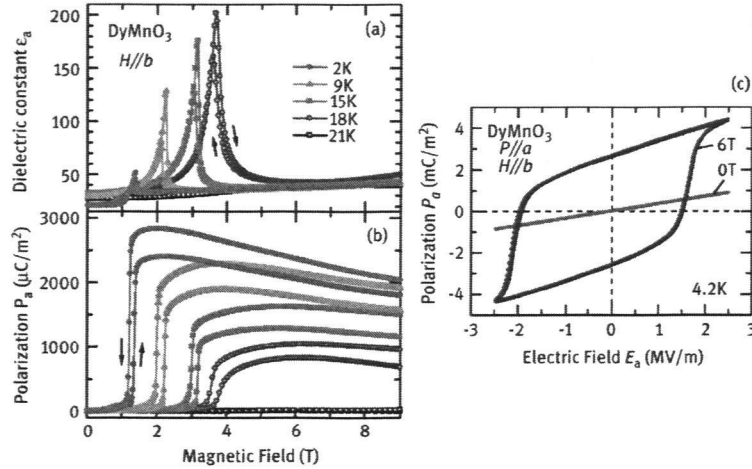 DyMnO₃
H//b
(a)
2K
9K
15K
18K
21K
Dielectric constant εₐ
200
150
100
50
(b)
Polarization Pₐ (μC/m²)
3000
2000
1000
0
0
2
4
6
8
Magnetic Field (T)
(c)
DyMnO₃
P//a
H//b
6T
0T
4.2K
Polarization Pₐ (mC/m²)
4
2
0
-2
-4
-3
-2
-1
0
1
2
3
Electric Field Eₐ (MV/m)